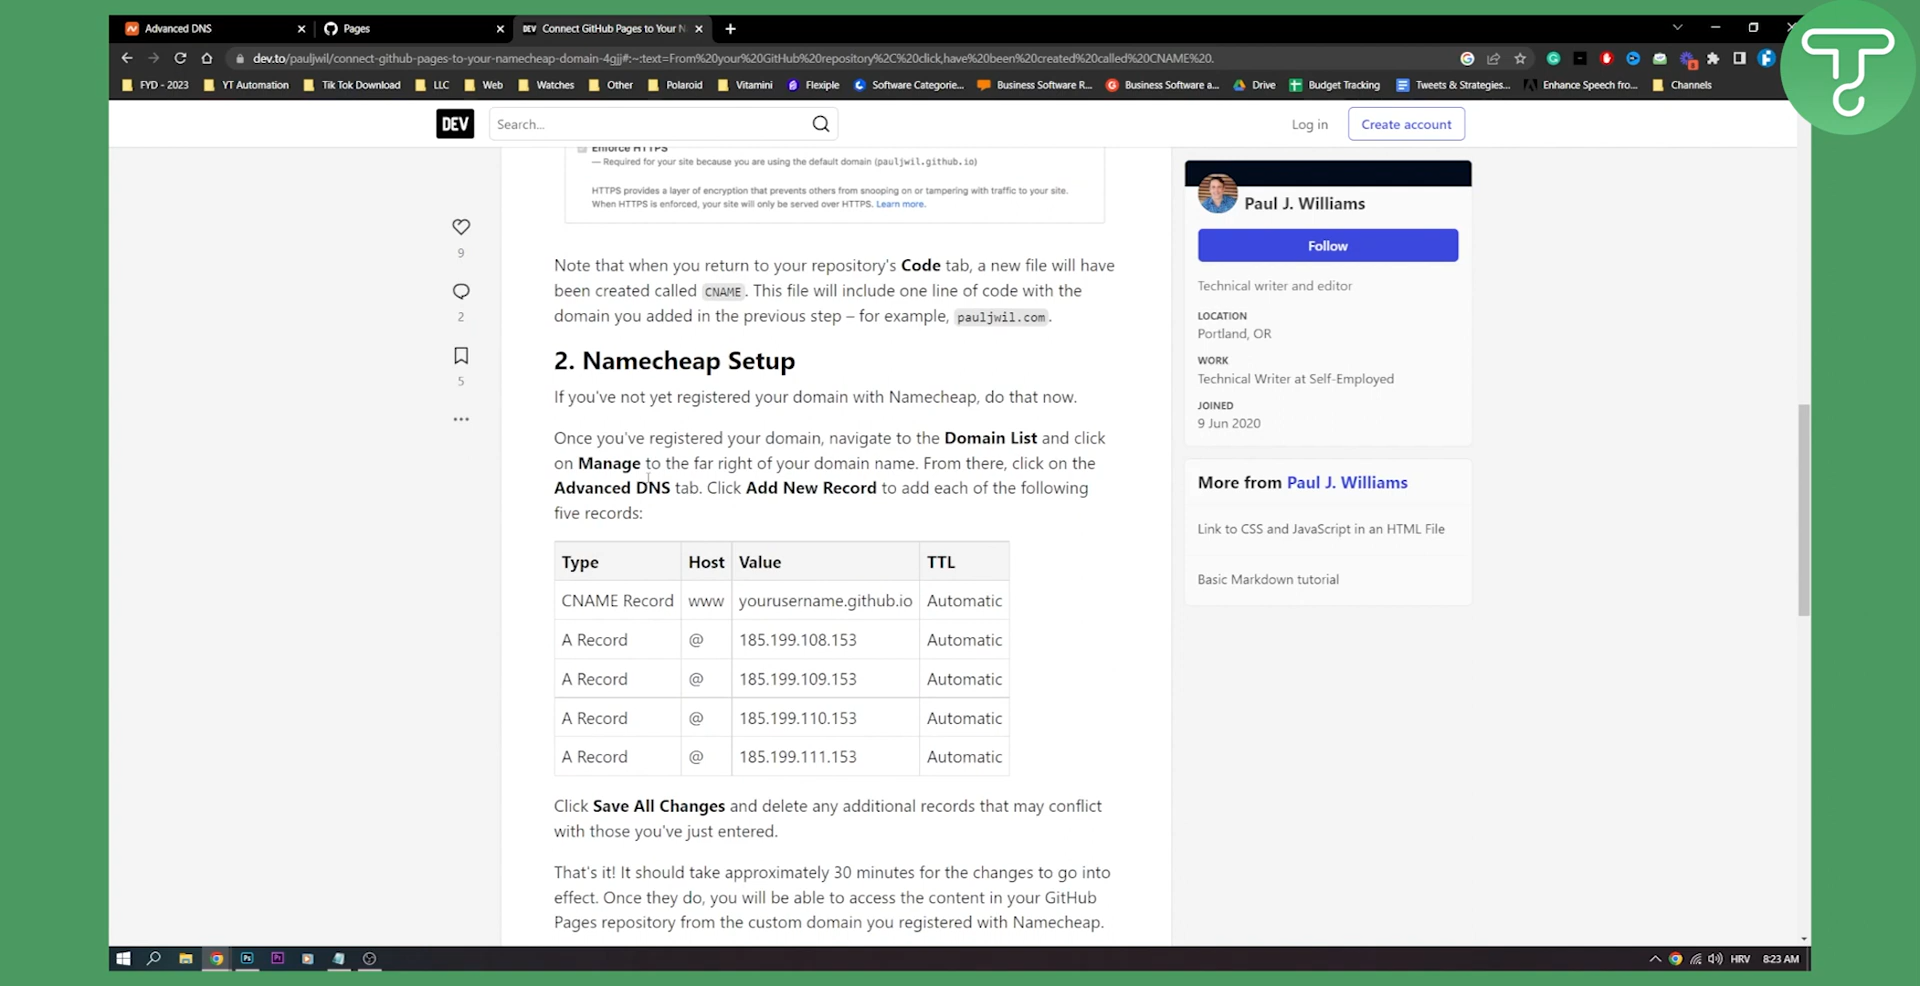 Advanced DNS
Pages
DEV Connect GitHub Pages to Your N
dev.to/pauljwil/connect-github-pages-to-your-namecheap-domain-4gjj#:~:text=From%20your%20GitHub%20repository%2C%20click,have%20been%20created%20called%20CNAME%20.
FYD - 2023 YT Automation Tik Tok Download LLC Web Watches Other Polaroid Vitamini Flexiple Software Categorie... Business Software R... Business Software a... Drive Budget Tracking Tweets & Strategies... Enhance Speech fro... Channels
DEV Search... Log in Create account
Enforce HTTPS
— Required for your site because you are using the default domain (pauljwil.github.io)
HTTPS provides a layer of encryption that prevents others from snooping on or tampering with traffic to your site.
When HTTPS is enforced, your site will only be served over HTTPS. Learn more.
9
2
5
Note that when you return to your repository's Code tab, a new file will have
been created called CNAME. This file will include one line of code with the
domain you added in the previous step – for example, pauljwil.com.
2. Namecheap Setup
If you've not yet registered your domain with Namecheap, do that now.
Once you've registered your domain, navigate to the Domain List and click
on Manage to the far right of your domain name. From there, click on the
Advanced DNS tab. Click Add New Record to add each of the following
five records:
Type Host Value TTL
CNAME Record www yourusername.github.io Automatic
A Record @ 185.199.108.153 Automatic
A Record @ 185.199.109.153 Automatic
A Record @ 185.199.110.153 Automatic
A Record @ 185.199.111.153 Automatic
Click Save All Changes and delete any additional records that may conflict
with those you've just entered.
That's it! It should take approximately 30 minutes for the changes to go into
effect. Once they do, you will be able to access the content in your GitHub
Pages repository from the custom domain you registered with Namecheap.
Paul J. Williams
Follow
Technical writer and editor
LOCATION
Portland, OR
WORK
Technical Writer at Self-Employed
JOINED
9 Jun 2020
More from Paul J. Williams
Link to CSS and JavaScript in an HTML File
Basic Markdown tutorial
Ps Pr HRV 8:23 AM